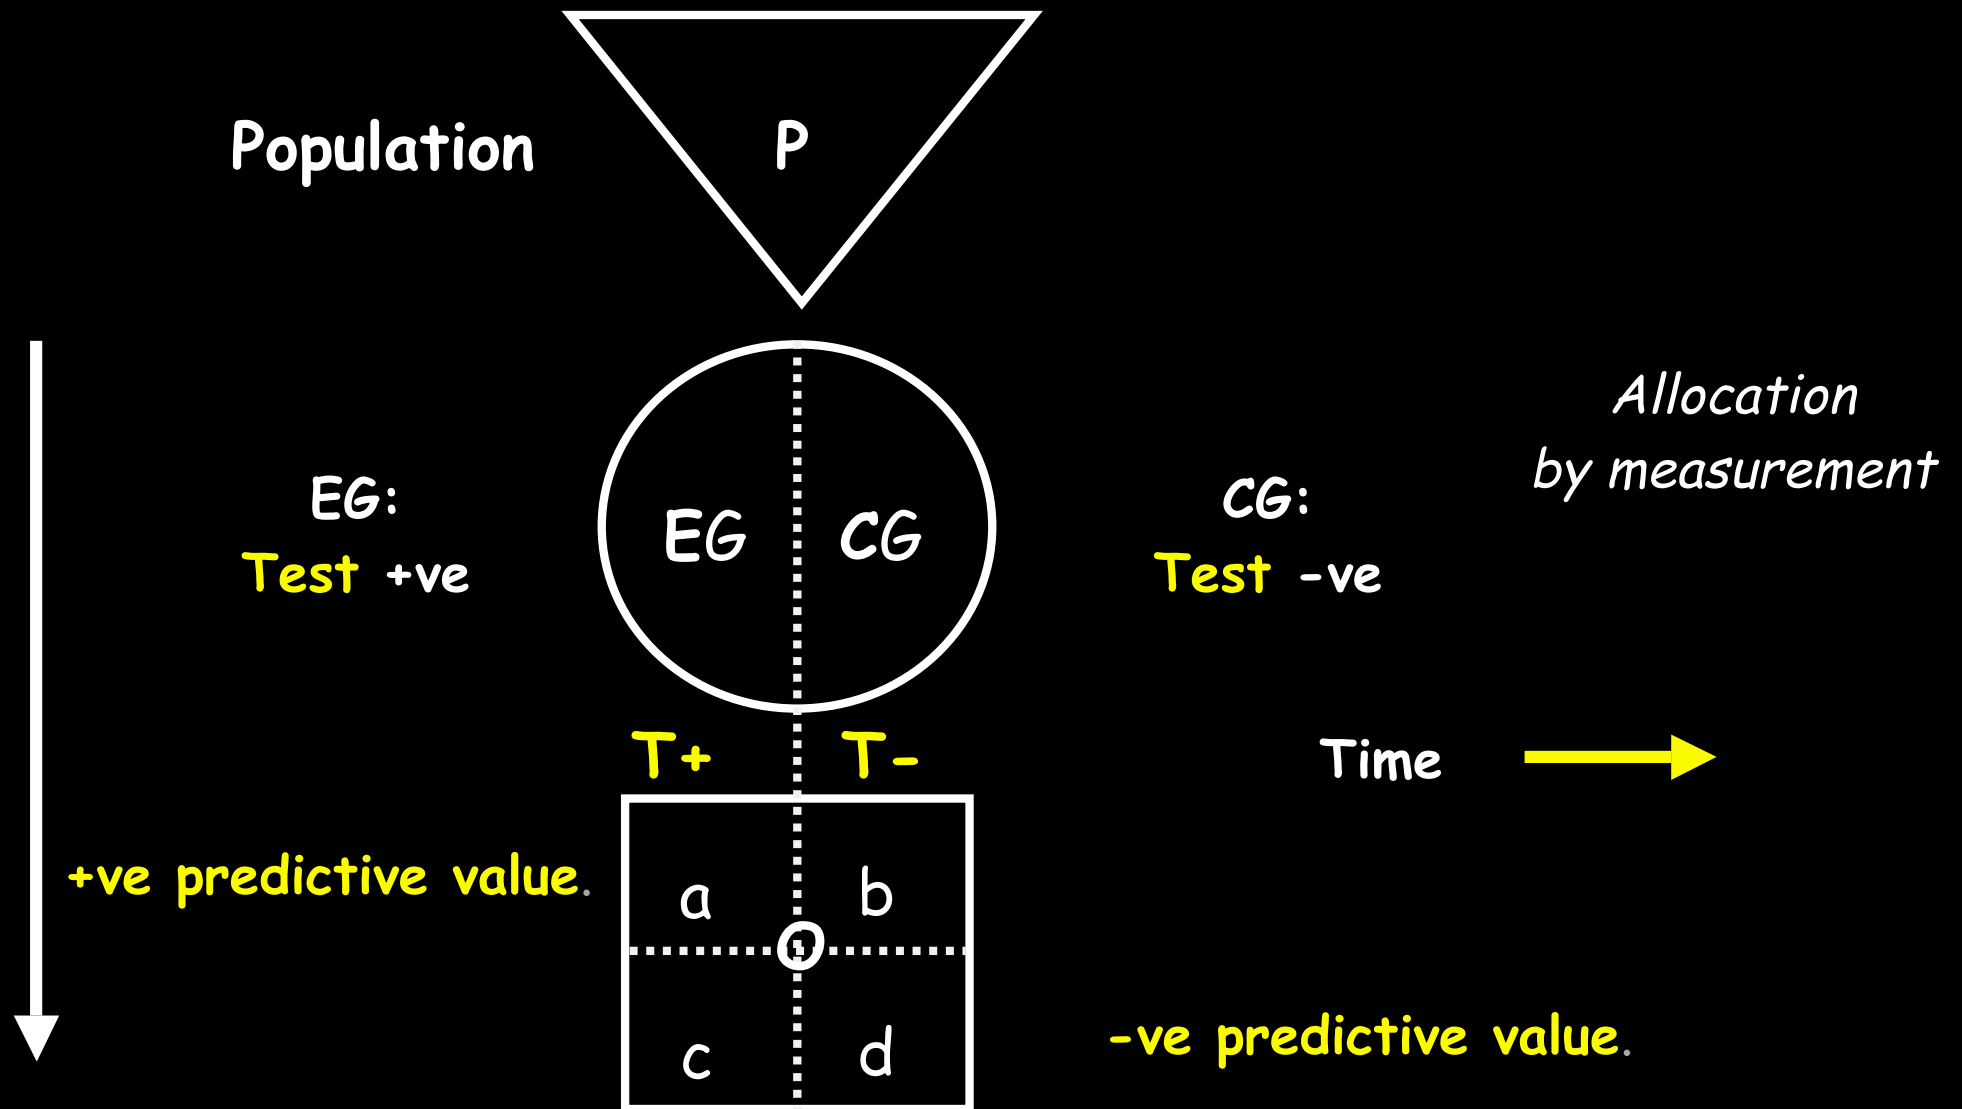 P
Population
Allocation
by measurement
EG:
Test +ve
EG
CG
CG:
Test -ve
T+
T-
Time
+ve predictive value.
a
b
O
c
d
-ve predictive value.